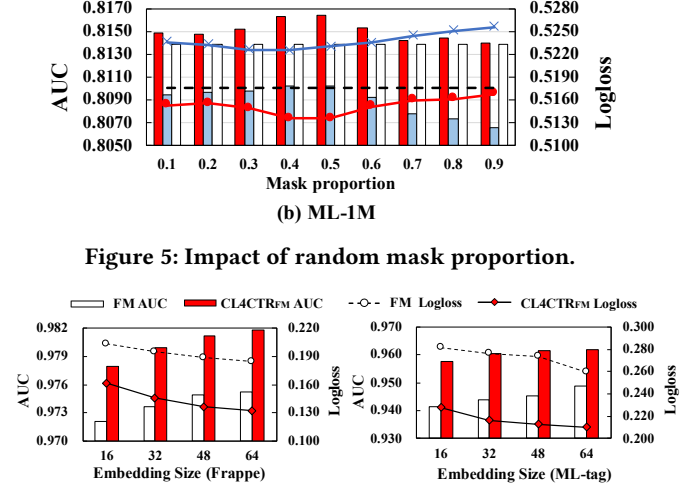 0.8170
0.8130
0.8110
0.8090
0.8070
0.8050
AUC
0.5280
0.5220
0.5190
0.5160
0.5130
0.5100
Logloss
0.1 0.2 0.3 0.4 0.5 0.6 0.7 0.8 0.9
Mask proportion
(b) ML-1M
Figure 5: Impact of random mask proportion.
FM AUC CL4CTRFM AUC FM Logloss CL4CTRFM Logloss
0.982
0.979
0.976
0.973
0.970
AUC
0.220
0.190
0.160
0.130
0.100
Logloss
16 32 48 64
Embedding Size (Frappe)
0.970
0.960
0.950
0.940
0.930
AUC
0.300
0.280
0.260
0.240
0.220
0.200
Logloss
16 32 48 64
Embedding Size (ML-tag)